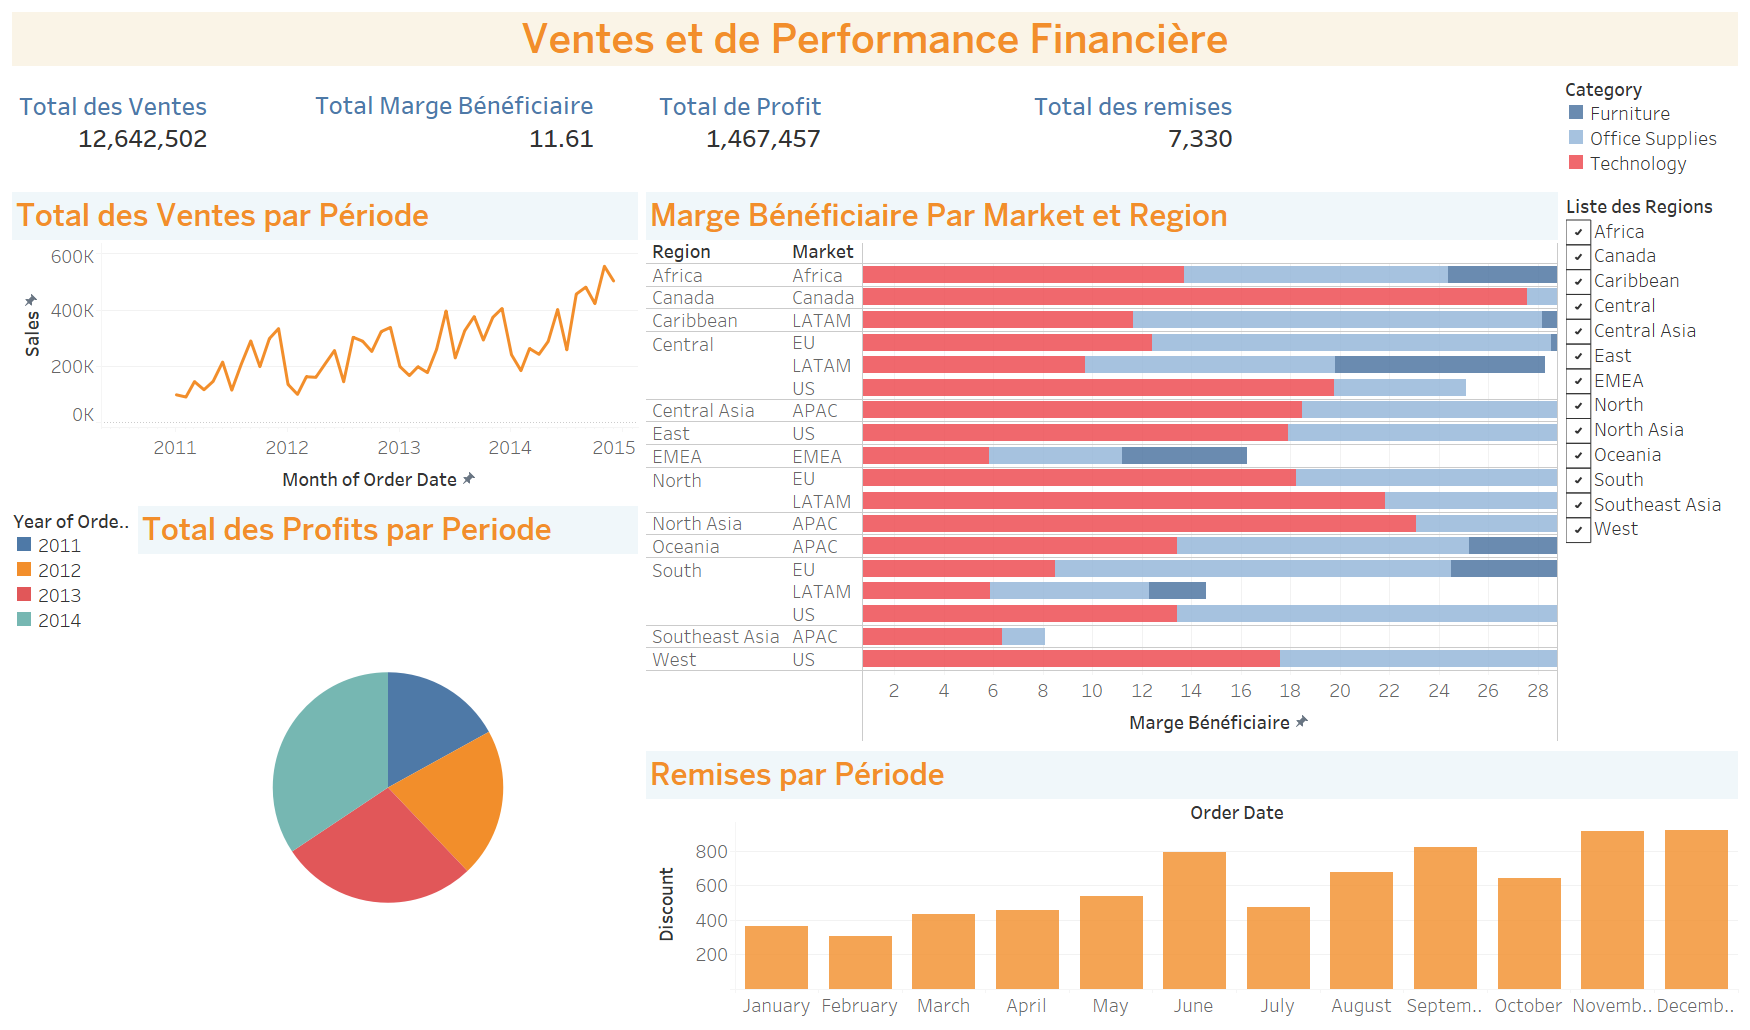 Ventes et de Performance Financière
Total des Ventes
12,642,502
Total Marge Bénéficiaire
11.61
Total de Profit
1,467,457
Total des remises
7,330
Category
Furniture
Office Supplies
Technology
Total des Ventes par Période
600K
400K
200K
0K
Sales
2011 2012 2013 2014 2015
Month of Order Date
Marge Bénéficiaire Par Market et Region
Region Market
Africa Africa
Canada Canada
Caribbean LATAM
Central EU
LATAM
US
Central Asia APAC
East US
EMEA EMEA
North EU
LATAM
North Asia APAC
Oceania APAC
South EU
LATAM
US
Southeast Asia APAC
West US
2 4 6 8 10 12 14 16 18 20 22 24 26 28
Marge Bénéficiaire
Liste des Regions
Africa
Canada
Caribbean
Central
Central Asia
East
EMEA
North
North Asia
Oceania
South
Southeast Asia
West
Year of Orde..
2011
2012
2013
2014
Total des Profits par Periode
Remises par Période
Order Date
800
600
400
200
Discount
January February March April May June July August Septem.. October Novemb.. Decemb..